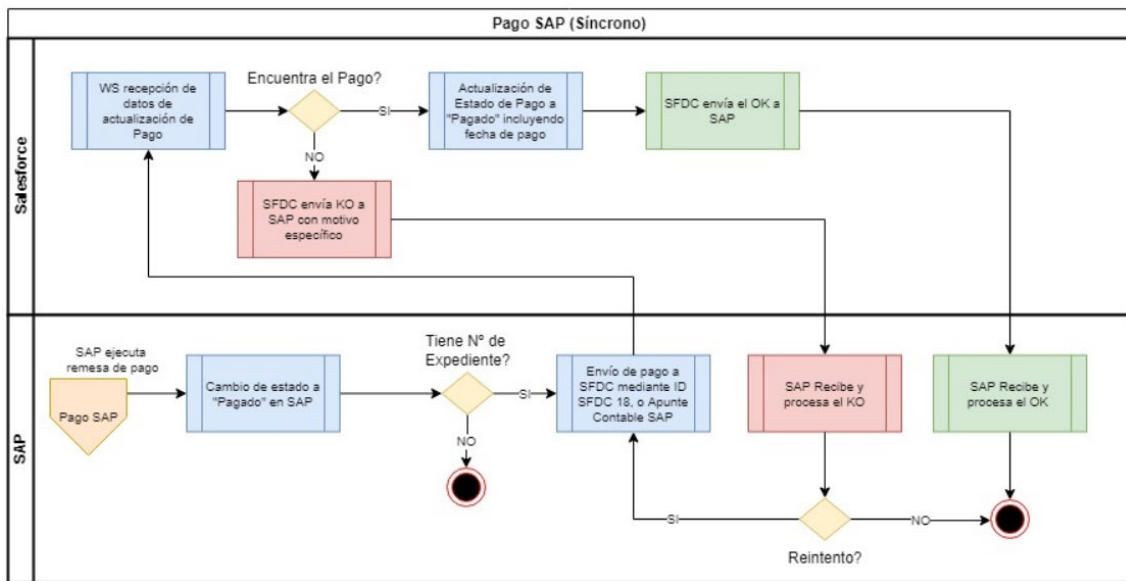 Pago SAP (Síncrono)
Salesforce
WS recepción de
datos de
actualización de
Pago
Encuentra el Pago?
SI
NO
Actualización de
Estado de Pago a
"Pagado" incluyendo
fecha de pago
SFDC envía el OK a
SAP
SFDC envía KO a
SAP con motivo
específico
SAP
SAP ejecuta
remesa de pago
Pago SAP
Cambio de estado a
"Pagado" en SAP
Tiene Nº de
Expediente?
SI
NO
Envío de pago a
SFDC mediante ID
SFDC 18, o Apunte
Contable SAP
SAP Recibe y
procesa el KO
SAP Recibe y
procesa el OK
SI
NO
Reintento?